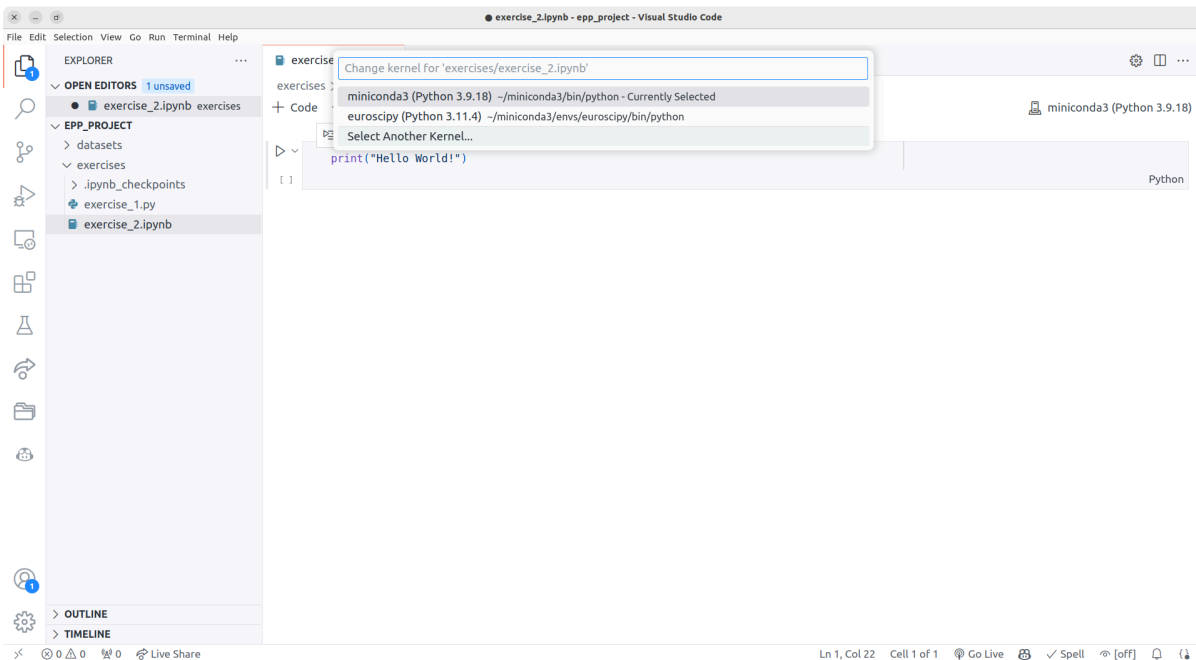 exercise_2.ipynb - epp_project - Visual Studio Code
File Edit Selection View Go Run Terminal Help
1
EXPLORER
OPEN EDITORS 1 unsaved
exercise_2.ipynb exercises
EPP_PROJECT
datasets
exercises
.ipynb_checkpoints
exercise_1.py
exercise_2.ipynb
OUTLINE
TIMELINE
1
exercise
exercises
+ Code
Change kernel for 'exercises/exercise_2.ipynb'
miniconda3 (Python 3.9.18) ~/miniconda3/bin/python - Currently Selected
euroscipy (Python 3.11.4) ~/miniconda3/envs/euroscipy/bin/python
Select Another Kernel...
miniconda3 (Python 3.9.18)
print("Hello World!")
[ ]
Python
0 0 0 Live Share
Ln 1, Col 22 Cell 1 of 1 Go Live Spell [off]